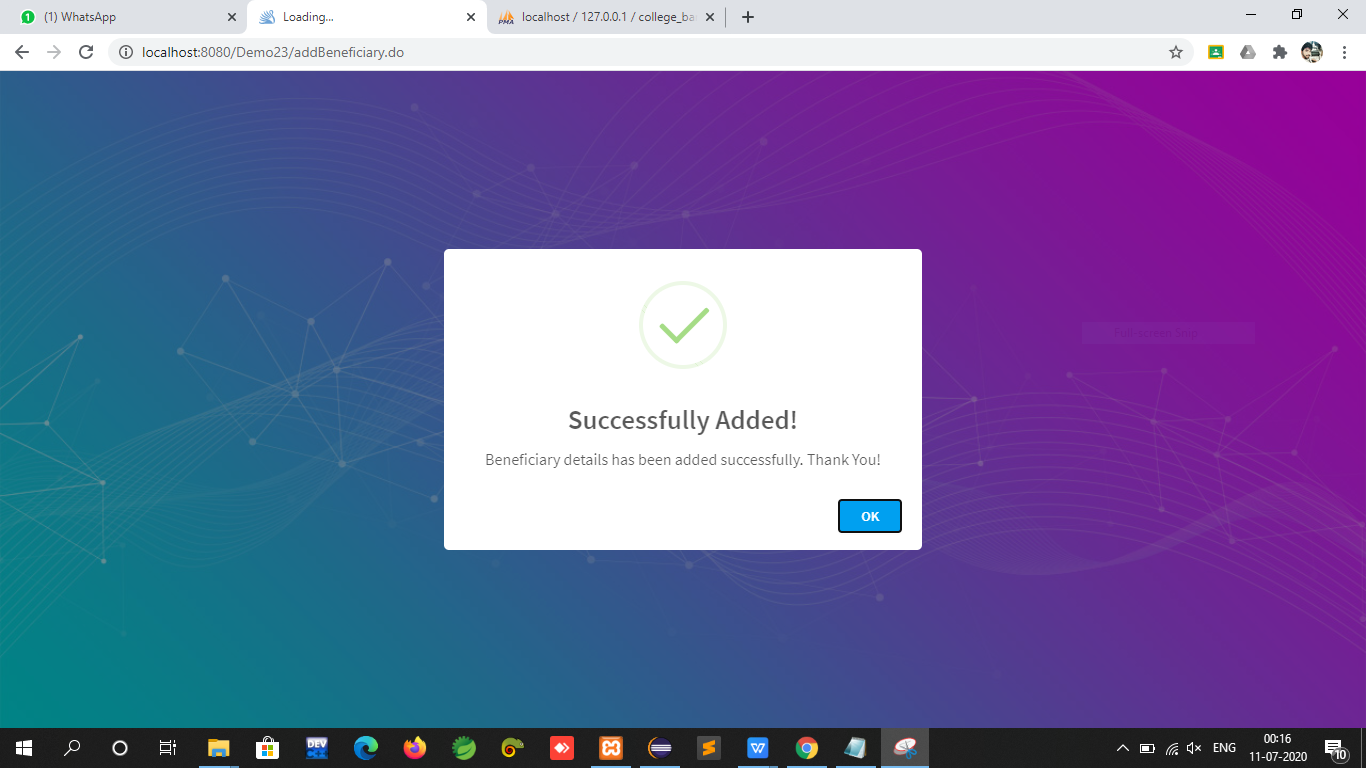 (1) WhatsApp
Loading...
localhost / 127.0.0.1 / college_ba
localhost:8080/Demo23/addBeneficiary.do
Full-screen Snip
Successfully Added!
Beneficiary details has been added successfully. Thank You!
OK
DEV
ENG
00:16
11-07-2020
10